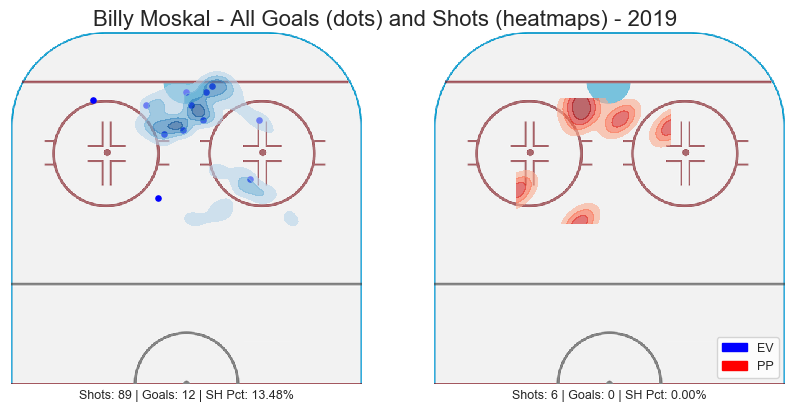 Billy Moskal - All Goals (dots) and Shots (heatmaps) - 2019
EV
PP
Shots: 89 | Goals: 12 | SH Pct: 13.48%
Shots: 6 | Goals: 0 | SH Pct: 0.00%